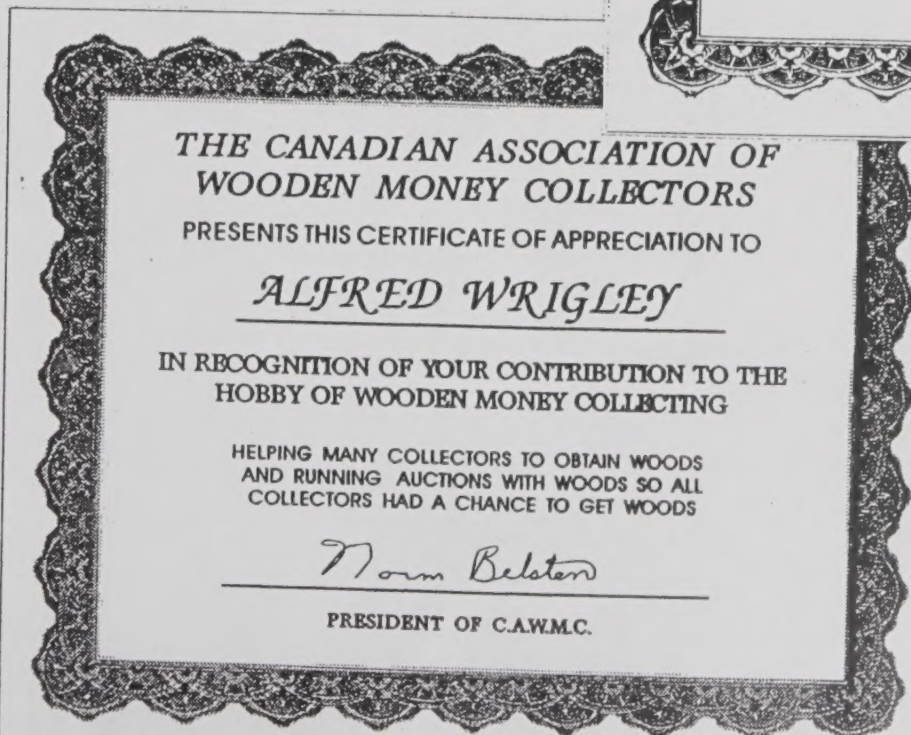 THE CANADIAN ASSOCIATION OF
WOODEN MONEY COLLECTORS
PRESENTS THIS CERTIFICATE OF APPRECIATION TO
ALFRED WRIGLEY
IN RECOGNITION OF YOUR CONTRIBUTION TO THE
HOBBY OF WOODEN MONEY COLLECTING
HELPING MANY COLLECTORS TO OBTAIN WOODS
AND RUNNING AUCTIONS WITH WOODS SO ALL
COLLECTORS HAD A CHANCE TO GET WOODS
Norm Belsten
PRESIDENT OF C.A.W.M.C.